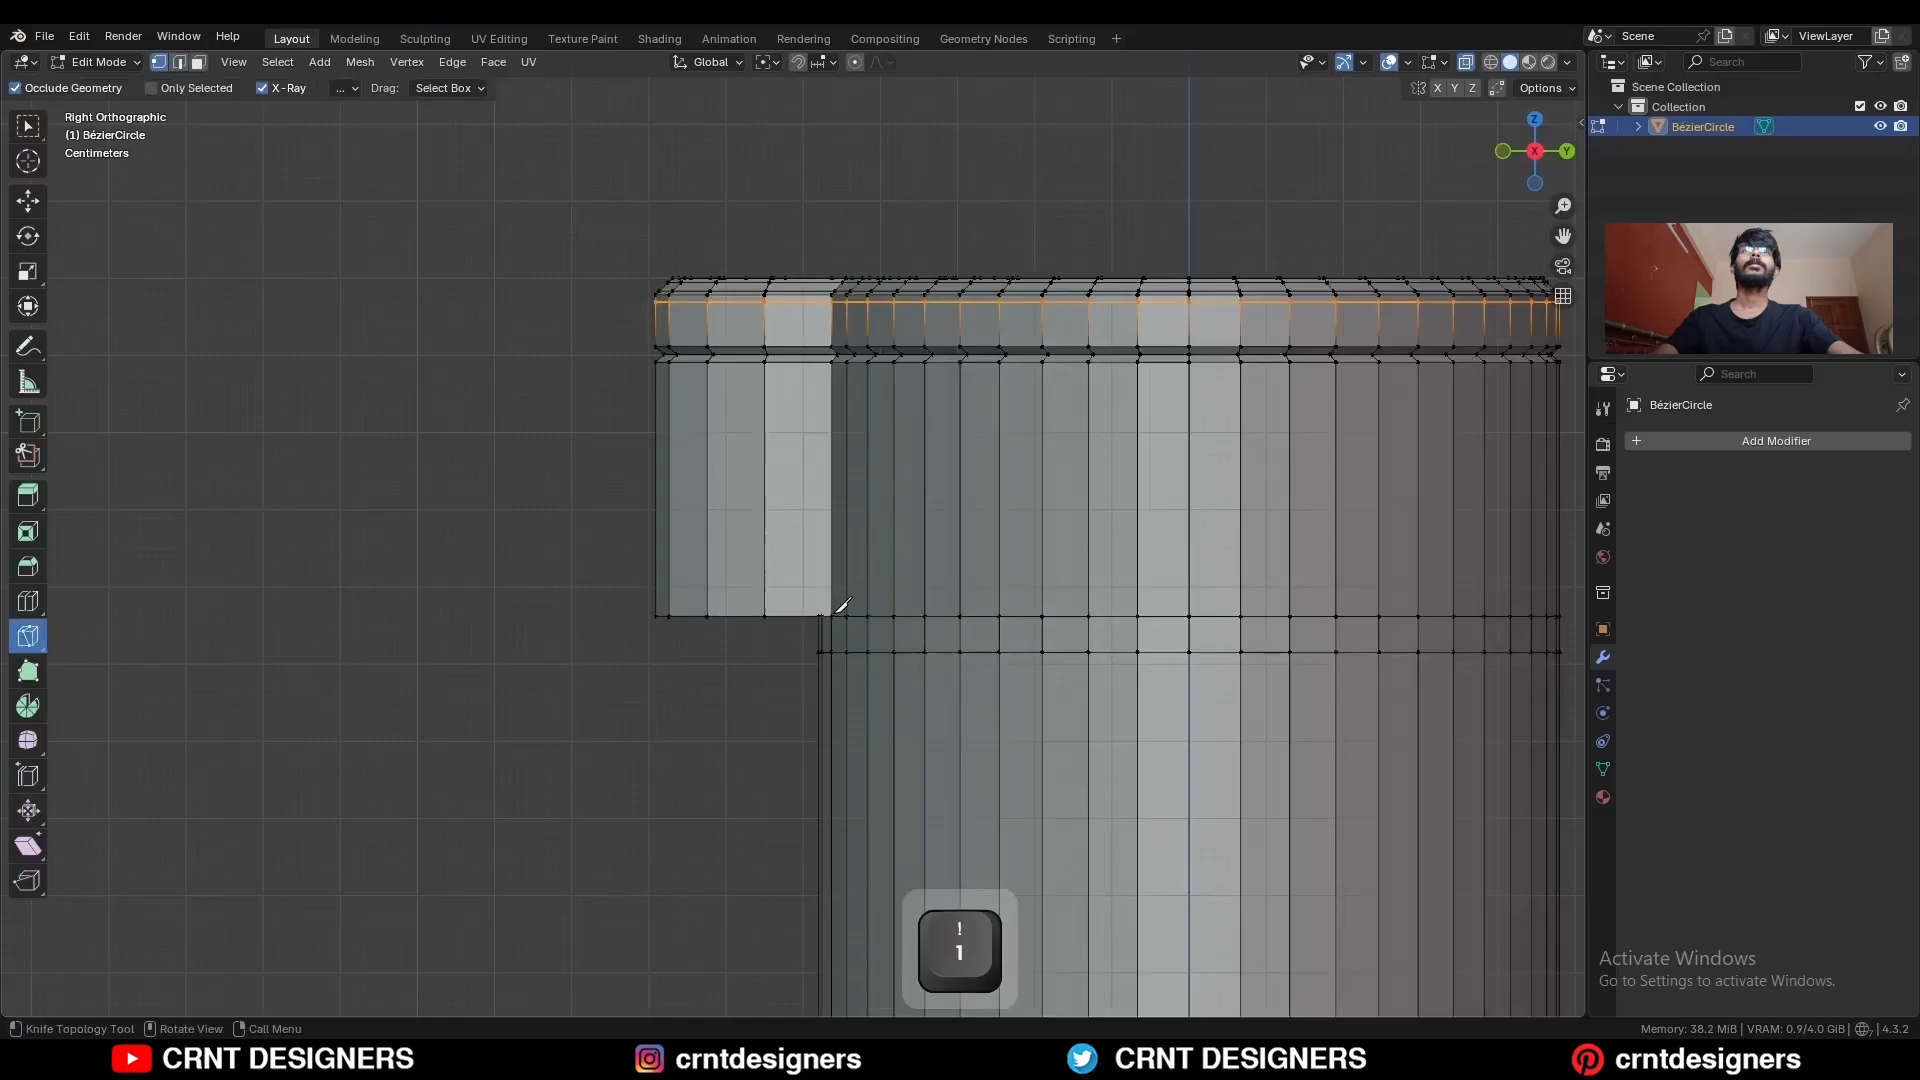 File Edit Render Window Help Layout Modeling Sculpting UV Editing Texture Paint Shading Animation Rendering Compositing Geometry Nodes Scripting + Scene ViewLayer
Edit Mode View Select Add Mesh Vertex Edge Face UV Global Search
Occlude Geometry Only Selected X-Ray ... Drag: Select Box X Y Z Options Scene Collection
Collection
BézierCircle
Right Orthographic
(1) BézierCircle
Centimeters
Z
X
Y
Search
BézierCircle
+ Add Modifier
!
1
Activate Windows
Go to Settings to activate Windows.
Knife Topology Tool Rotate View Call Menu Memory: 38.2 MiB | VRAM: 0.9/4.0 GiB | 4.3.2
CRNT DESIGNERS crntdesigners CRNT DESIGNERS crntdesigners